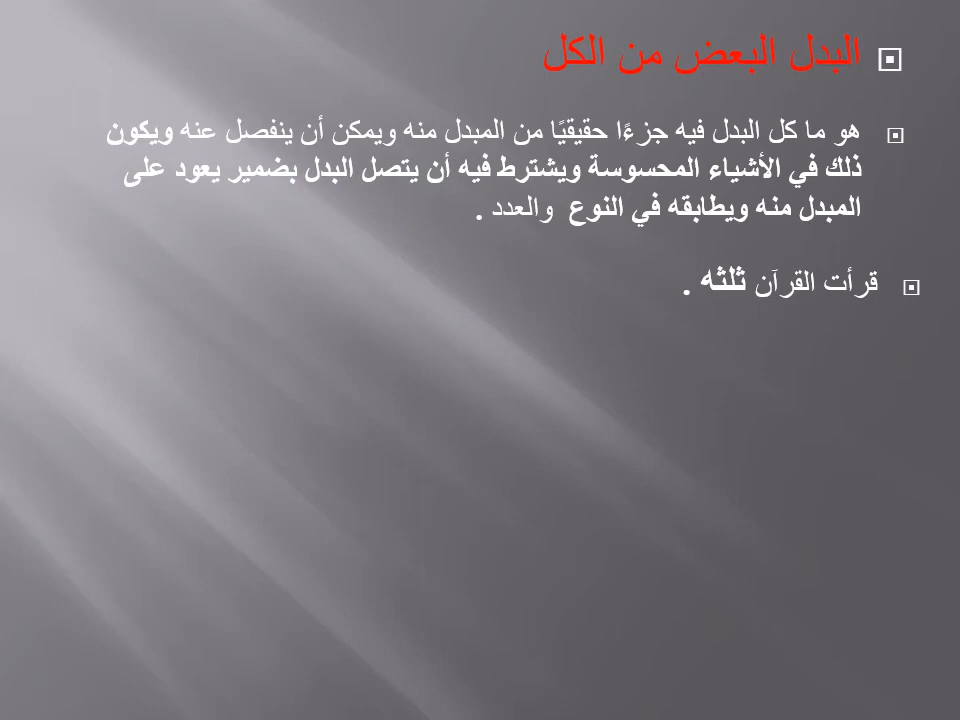 البدل البعض من الكل
هو ما كل البدل فيه جزءًا حقيقيًا من المبدل منه ويمكن أن ينفصل عنه ويكون
ذلك في الأشياء المحسوسة ويشترط فيه أن يتصل البدل بضمير يعود على
المبدل منه ويطابقه في النوع والعدد .
قرأت القرآن ثلثه .